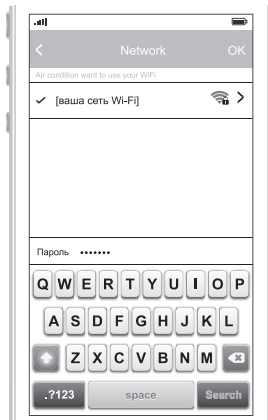 Network OK
Air condition want to use your WiFi
[ваша сеть Wi-Fi]
Пароль •••••••
Q W E R T Y U I O P
A S D F G H J K L
Z X C V B N M
.?123 space Search